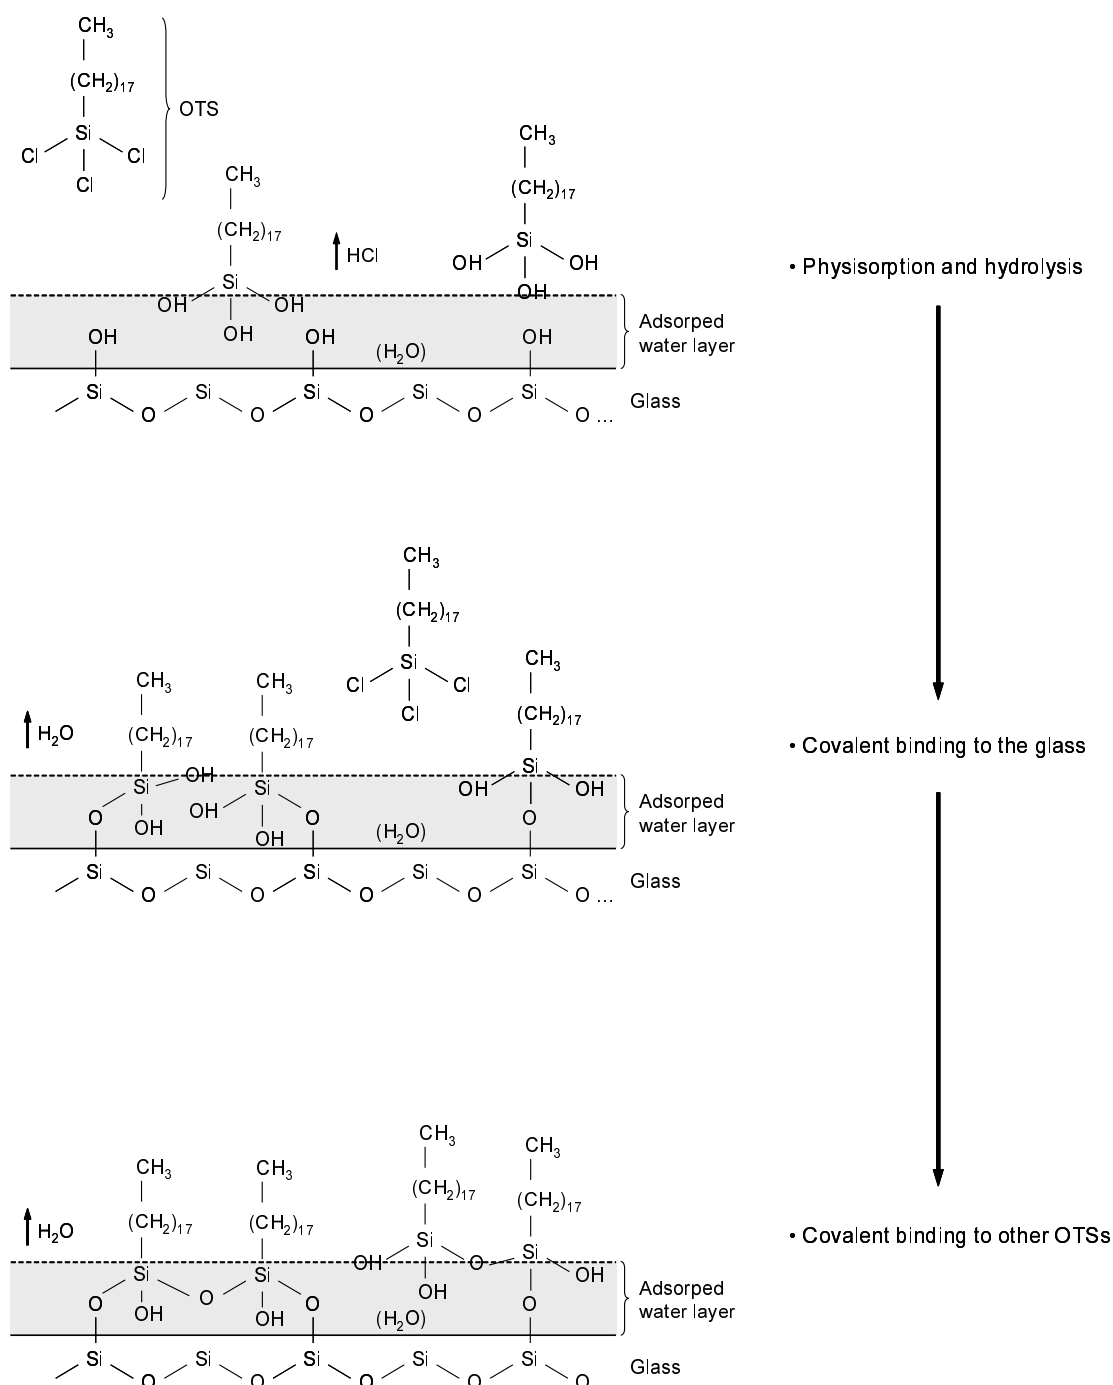 CH3
(CH2)17
OTS
Si
Cl Cl
Cl
CH3
(CH2)17
Si
OH OH
OH
HCl
CH3
(CH2)17
Si
OH OH
OH
• Physisorption and hydrolysis
OH OH (H2O) OH
Adsorped
water layer
Si O Si O Si O Si O Si O ...
Glass
CH3
(CH2)17
Si
Cl Cl
Cl
H2O
CH3
(CH2)17
Si OH
O OH
CH3
(CH2)17
Si
OH O
OH
CH3
(CH2)17
Si
OH OH
O
• Covalent binding to the glass
(H2O)
Adsorped
water layer
Si O Si O Si O Si O Si O ...
Glass
H2O
CH3
(CH2)17
Si
O OH O
CH3
(CH2)17
Si
OH O
CH3
(CH2)17
Si
OH O
OH
CH3
(CH2)17
Si
OH
O
• Covalent binding to other OTSs
(H2O)
Adsorped
water layer
Si O Si O Si O Si O Si O
Glass